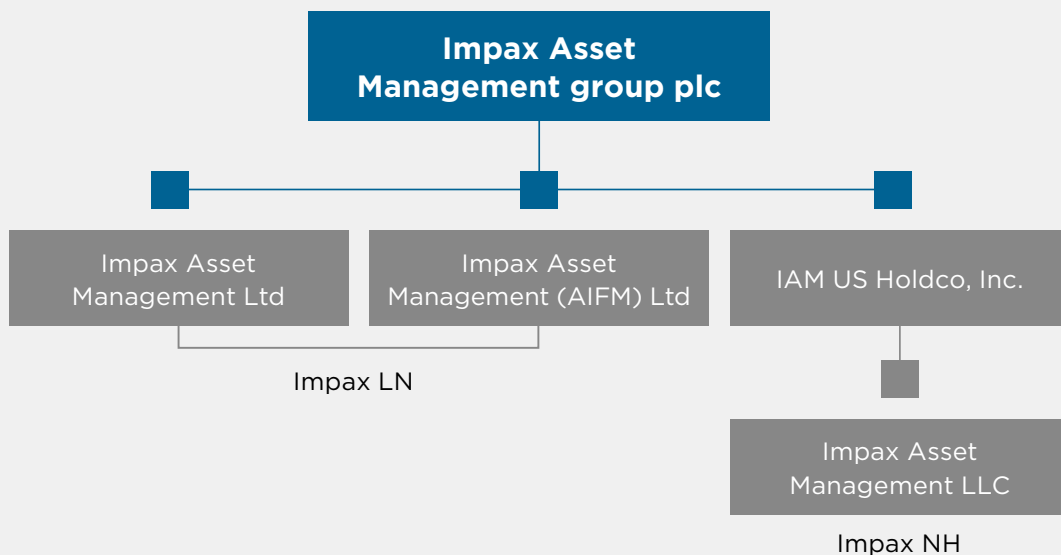 Impax Asset
Management group plc
Impax Asset
Management Ltd
Impax Asset
Management (AIFM) Ltd
IAM US Holdco, Inc.
Impax LN
Impax Asset
Management LLC
Impax NH